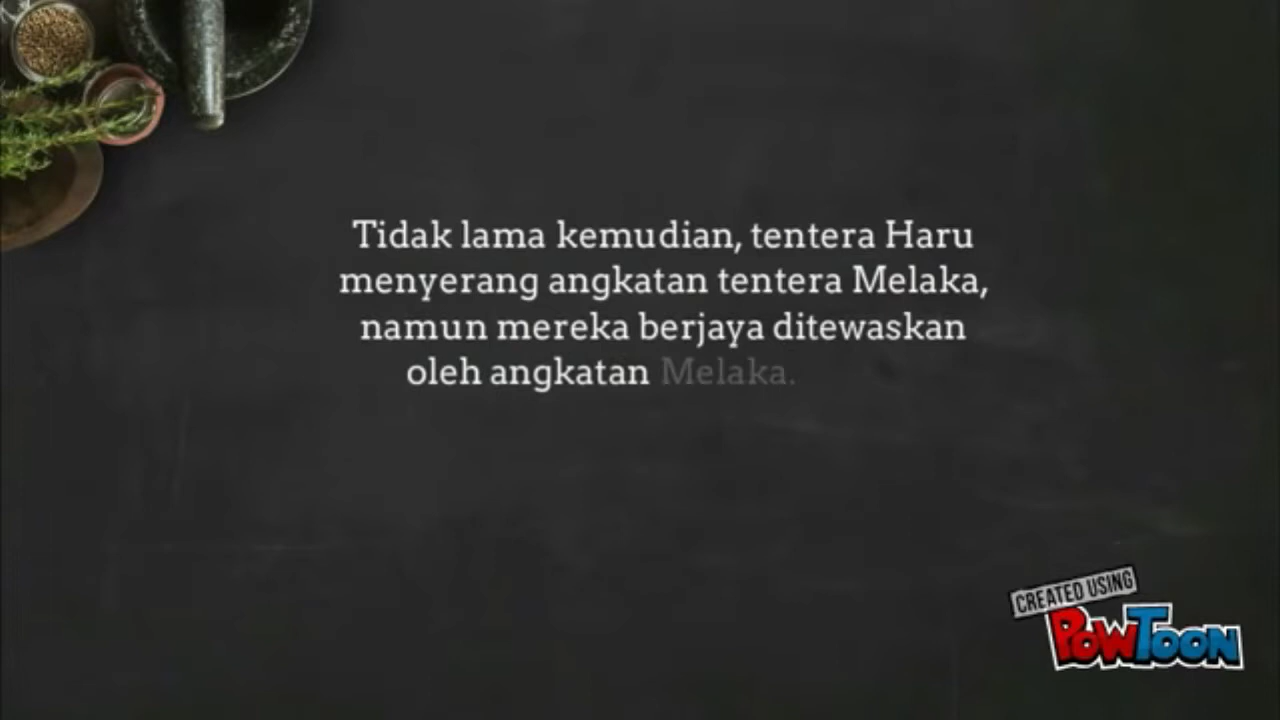 Tidak lama kemudian, tentera Haru
menyerang angkatan tentera Melaka,
namun mereka berjaya ditewaskan
oleh angkatan Melaka.
CREATED USING
POWTOON